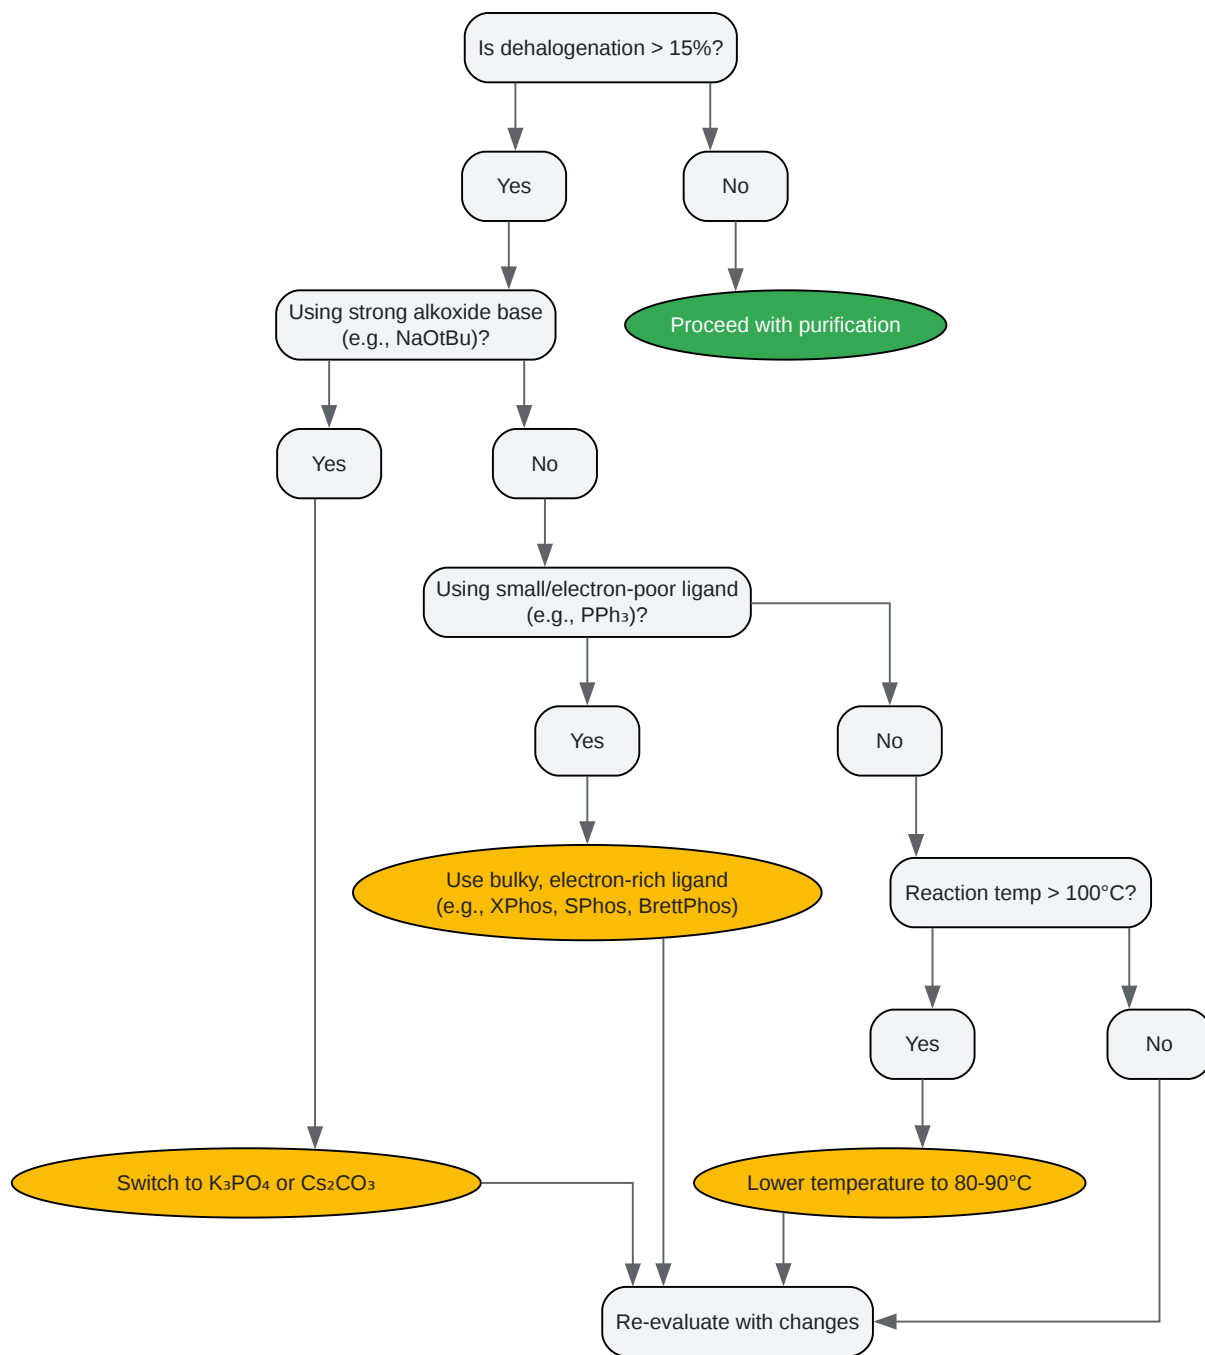 Is dehalogenation > 15%?
Yes
No
Using strong alkoxide base
(e.g., NaOtBu)?
Proceed with purification
Yes
No
Using small/electron-poor ligand
(e.g., PPh₃)?
Yes
No
Use bulky, electron-rich ligand
(e.g., XPhos, SPhos, BrettPhos)
Reaction temp > 100°C?
Yes
No
Switch to K₃PO₄ or Cs₂CO₃
Lower temperature to 80-90°C
Re-evaluate with changes